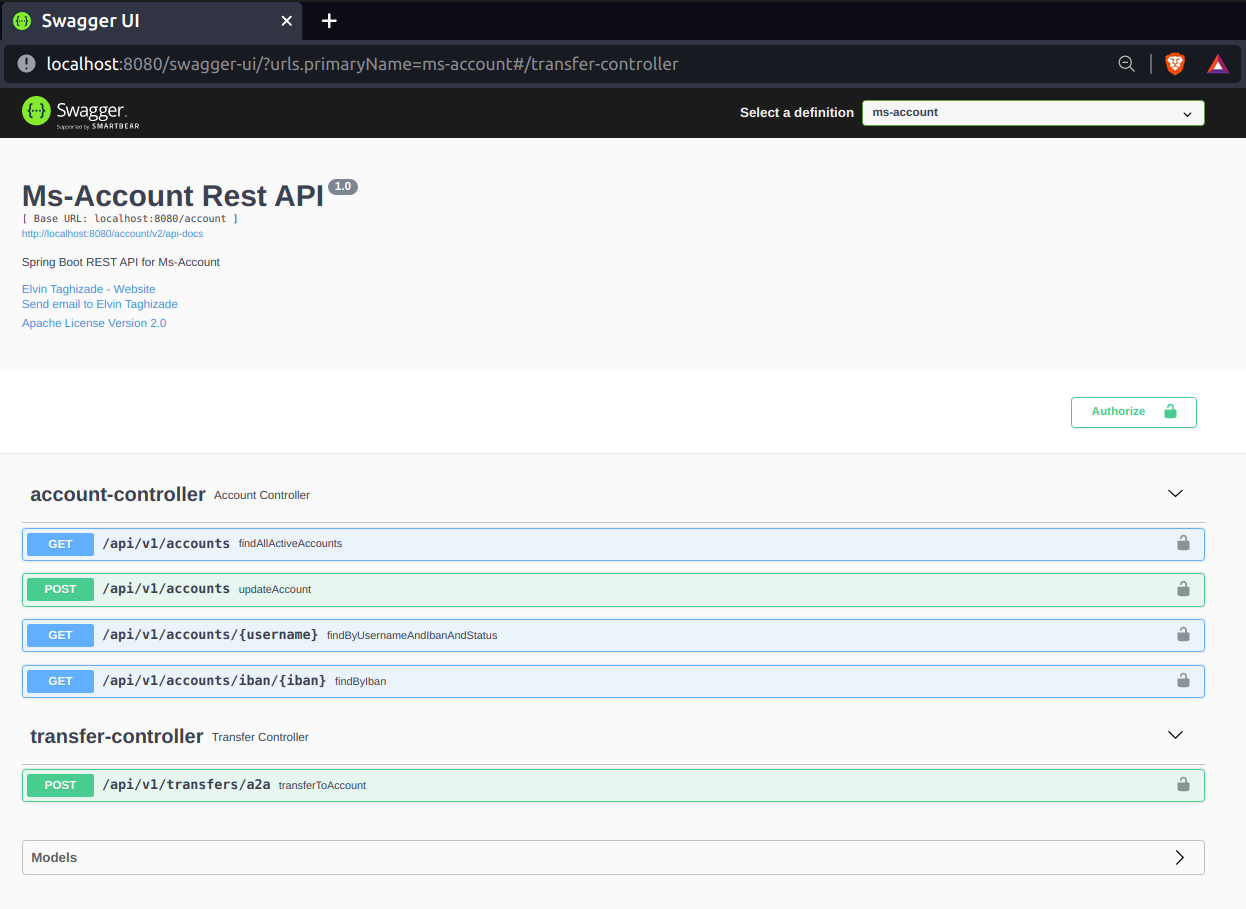 Swagger UI
localhost:8080/swagger-ui/?urls.primaryName=ms-account#/transfer-controller
Swagger.
Supported by SMARTBEAR
Select a definition
ms-account
Ms-Account Rest API 1.0
[ Base URL: localhost:8080/account ]
http://localhost:8080/account/v2/api-docs
Spring Boot REST API for Ms-Account
Elvin Taghizade - Website
Send email to Elvin Taghizade
Apache License Version 2.0
Authorize
account-controller Account Controller
GET /api/v1/accounts findAllActiveAccounts
POST /api/v1/accounts updateAccount
GET /api/v1/accounts/{username} findByUsernameAndIbanAndStatus
GET /api/v1/accounts/iban/{iban} findByIban
transfer-controller Transfer Controller
POST /api/v1/transfers/a2a transferToAccount
Models